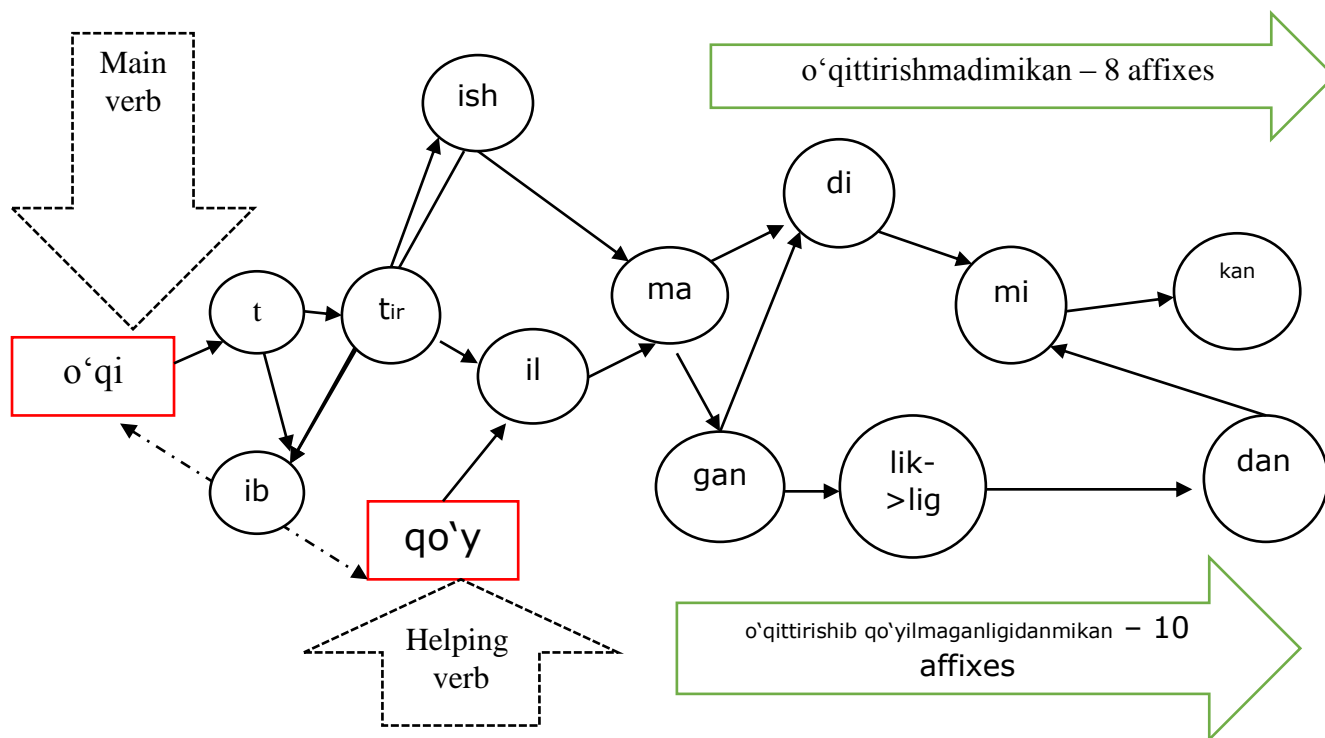 Main
verb
o‘qittirishmadimikan – 8 affixes
ish
di
ma
mi
kan
t
tir
o‘qi
il
ib
gan
lik-
>lig
dan
qo‘y
Helping
verb
o‘qittirishib qo‘yilmaganligidanmikan – 10
affixes